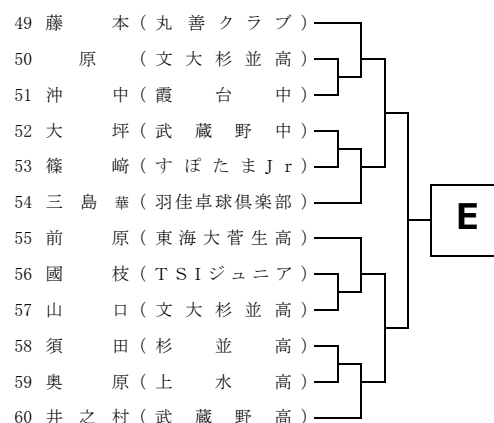 49 藤本(丸善クラブ)
50 原(文大杉並高)
51 沖中(霞台中)
52 大坪(武蔵野中)
53 篠﨑(すぽたまJr)
54 三島華(羽佳卓球倶楽部)
55 前原(東海大菅生高)
56 國枝(TSIジュニア)
57 山口(文大杉並高)
58 須田(杉並高)
59 奥原(上水高)
60 井之村(武蔵野高)
E